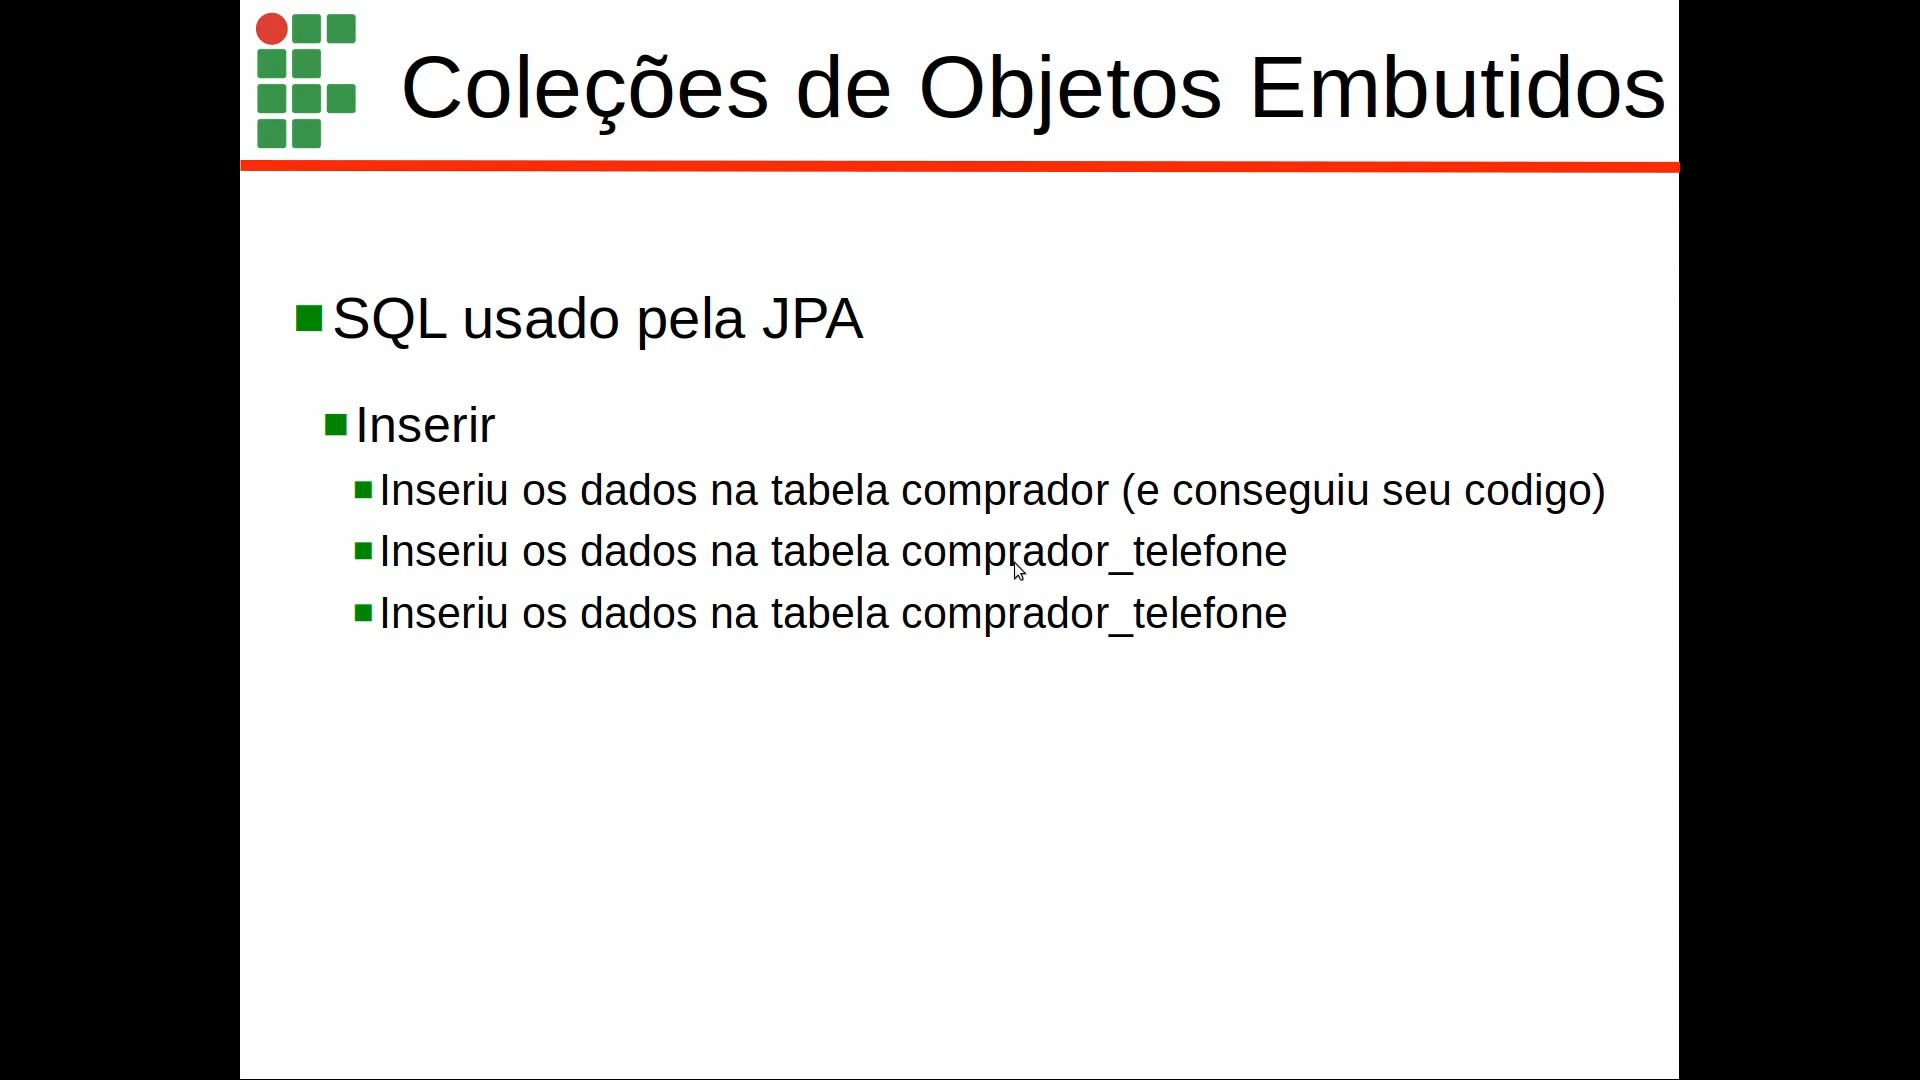 Coleções de Objetos Embutidos
SQL usado pela JPA
Inserir
Inseriu os dados na tabela comprador (e conseguiu seu codigo)
Inseriu os dados na tabela comprador_telefone
Inseriu os dados na tabela comprador_telefone